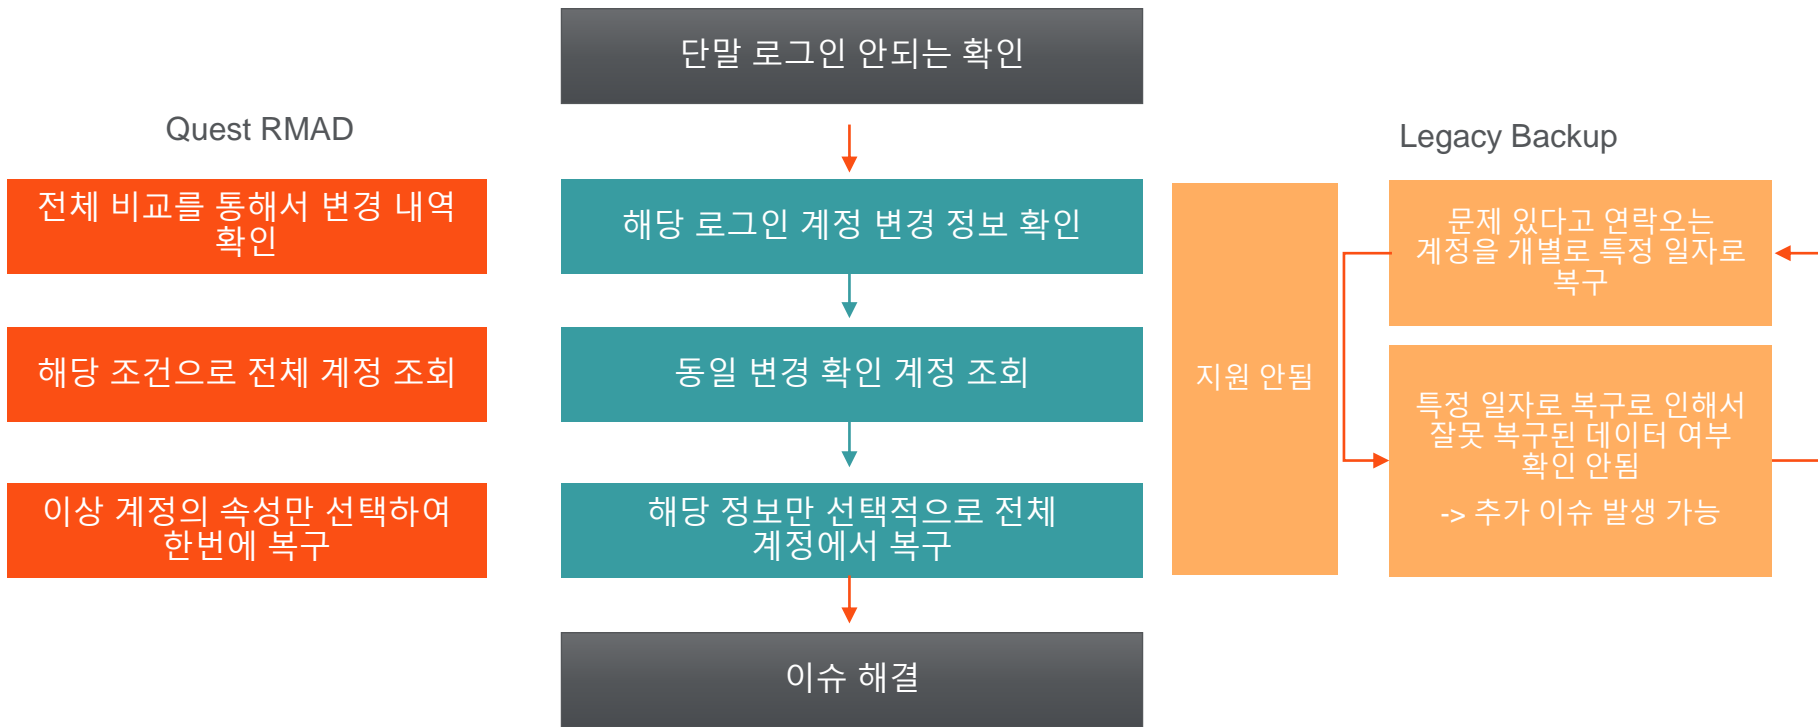 단말 로그인 안되는 확인
Quest RMAD
Legacy Backup
전체 비교를 통해서 변경 내역
확인
해당 로그인 계정 변경 정보 확인
문제 있다고 연락오는
계정을 개별로 특정 일자로
복구
해당 조건으로 전체 계정 조회
동일 변경 확인 계정 조회
지원 안됨
특정 일자로 복구로 인해서
잘못 복구된 데이터 여부
확인 안됨
-> 추가 이슈 발생 가능
이상 계정의 속성만 선택하여
한번에 복구
해당 정보만 선택적으로 전체
계정에서 복구
이슈 해결